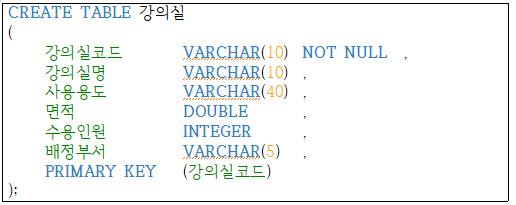 CREATE TABLE 강의실
(
강의실코드 VARCHAR(10) NOT NULL ,
강의실명 VARCHAR(10) ,
사용용도 VARCHAR(40) ,
면적 DOUBLE ,
수용인원 INTEGER ,
배정부서 VARCHAR(5) ,
PRIMARY KEY (강의실코드)
);